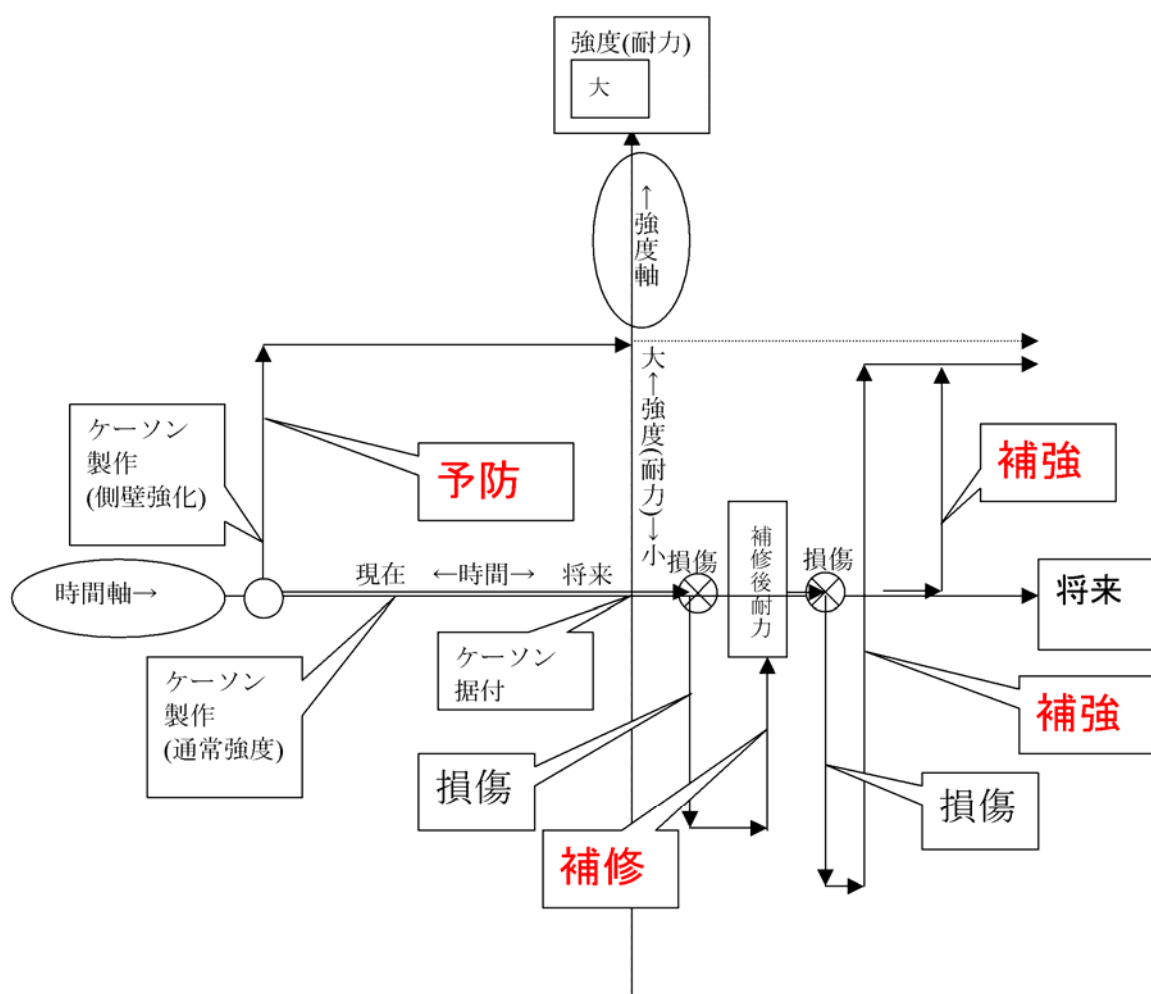 強度(耐力)
大
←強度軸
大←強度(耐力)→小
ケーソン
製作
(側壁強化)
予防
補強
補修後耐力
損傷
損傷
現在 ←時間→ 将来
時間軸→
将来
ケーソン
製作
(通常強度)
ケーソン
据付
補強
損傷
損傷
補修